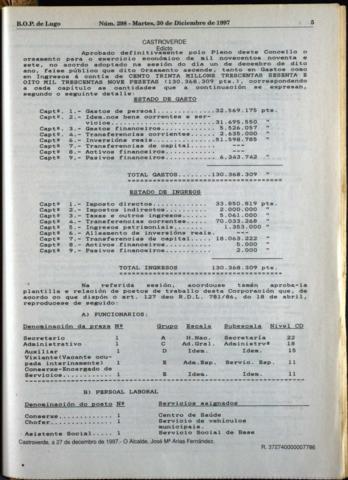 B.O.P. de Lugo Núm. 298 - Martes, 30 de Diciembre de 1997 5
CASTROVERDE
Edicto
Aprobado definitivamente polo Pleno deste Concello o
orsamento para o exercicio económico de mil novecentos noventa e
sete, no acordo adoptado na sesión do día un de decembro de dito
ano, faise público que dito Orsamento ascende tanto en Gastos como
en Ingresos á contía de CENTO TRINTA MILLONS TRESCENTAS SESENTA E
OITO MIL TRESCENTAS NOVE PESETAS (130.368.309 pts.), correspondendo
a cada capítulo as cantidades que a continuación se expresan,
segundo o seguinte detalle:
ESTADO DE GASTO
Captº. 1.- Gastos de persoal............32.569.175 pts.
Captº. 2.- Idem.nos bens correntes e ser-
vicios.......................31.695.550 "
Captº. 3.- Gastos financeiros........... 5.526.057 "
Captº. 4.- Transferencias correntes..... 2.635.000 "
Captº. 6.- Inversións reais.............51.598.785 "
Captº. 7.- Transferencias de capital.... ---
Captº. 8.- Activos financeiros.......... ---
Captº. 9.- Pasivos financeiros.......... 6.343.742 "
TOTAL GASTOS.................130.368.309 "
ESTADO DE INGRESOS
Captº. 1.- Imposto directos............. 33.850.819 pts.
Captº. 2.- Impostos indirectos.......... 2.000.000 "
Captº. 3.- Taxas e outros ingresos...... 5.061.000 "
Captº. 4.- Transferencias correntes..... 70.033.268 "
Captº. 5.- Ingresos patrimoniais........ 1.353.000 "
Captº. 6.- Alleamento de inversións reais. ---
Captº. 7.- Transferencias de capital.... 18.063.222 "
Captº. 8.- Activos financeiros.......... 5.000 "
Captº. 9.- Pasivos financeiros.......... 2.000 "
TOTAL INGRESOS ..............130.368.309 pts.
Na referida sesión, acordouse tamén aproba-la
plantilla e relación de postos de traballo desta Corporación que, de
acordo co que dispón o art. 127 deo R.D.L. 781/86, do 18 de abril,
reproducese de seguido:
A) FUNCIONARIOS:
Denominación da praza Nº Grupo Escala Subescala Nivel CD
Secretario 1 A H.Nac. Secretaría 22
Administrativo 1 C Ad.Gral. Administrvª 18
Auxiliar 1 D Idem. Idem. 15
Vixiante(Vacante ocu-
pada interinamente) 1 E Adm.Esp. Servic. Esp. 11
Conserxe-Encargado de
Servicios.... 1 E Idem. Idem. 11
B) PERSOAL LABORAL
Denominación do posto Nº Servicios asignados
Conserxe............ 1 Centro de Saúde
Chofer.............. 1 Servicio de vehículos
municipais.
Asistente Social.... 1 Servicio Social de Base
Castroverde, a 27 de decembro de 1997.- O Alcalde, José Mª Arias Fernández.
R. 372740000007786